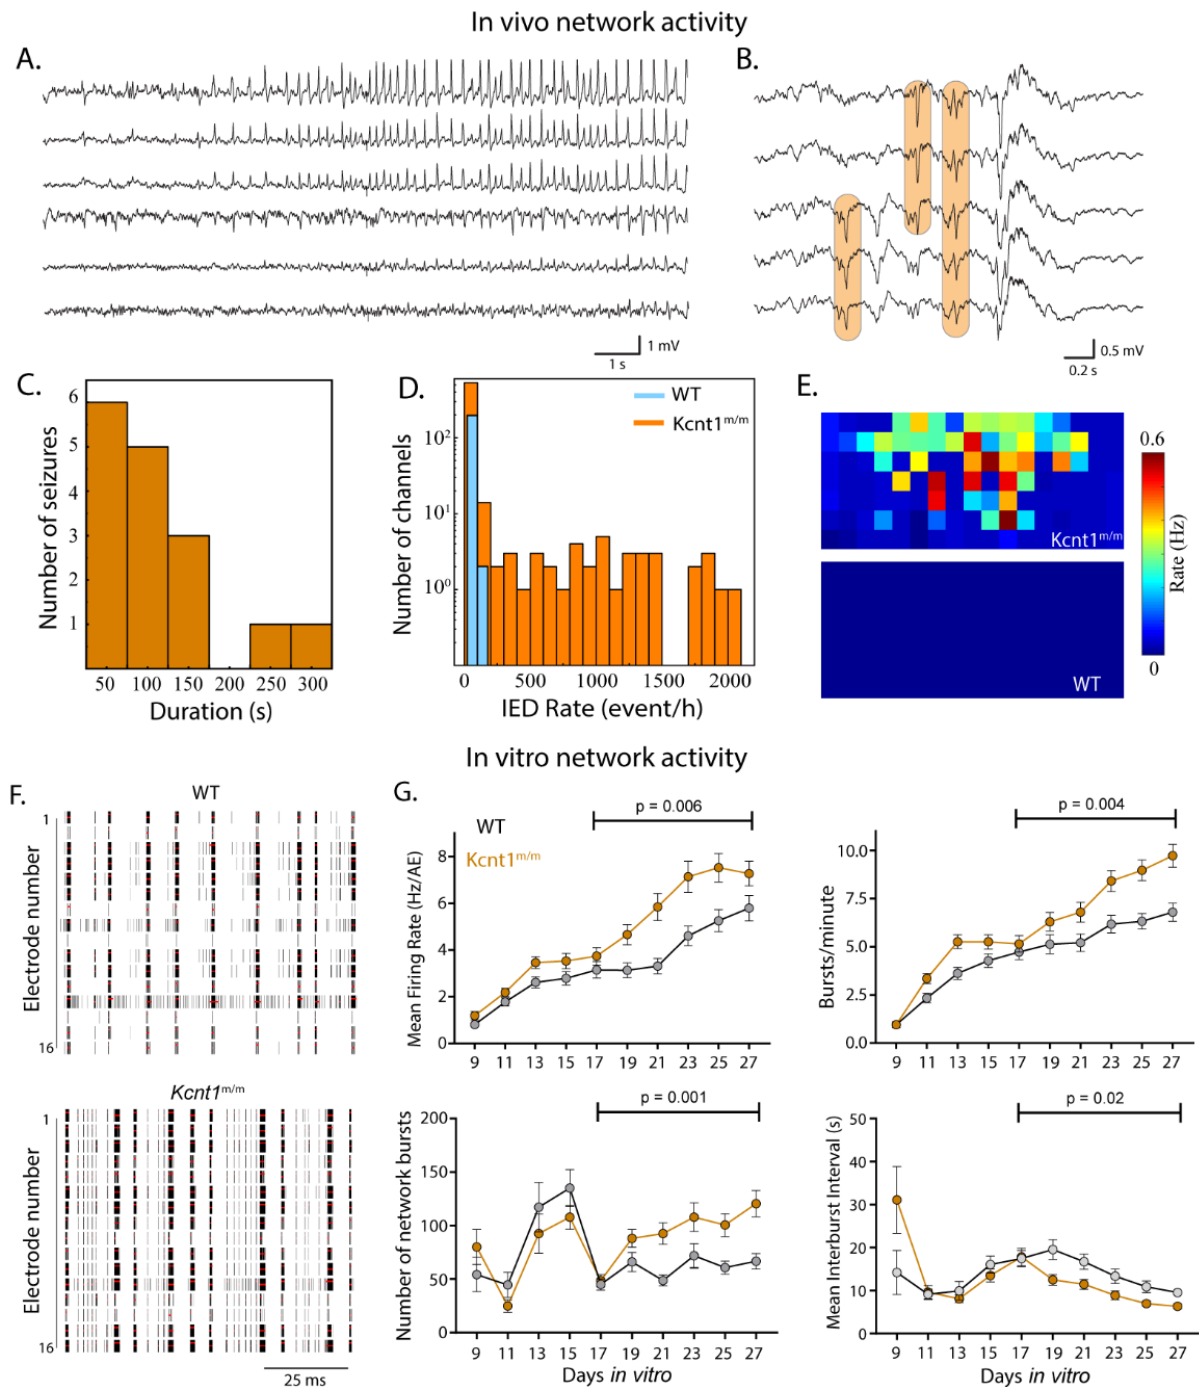 In vivo network activity
A.
B.
1 mV
1 s
0.5 mV
0.2 s
C.
Number of seizures
6
5
3
1
50 100 150 200 250 300
Duration (s)
D.
WT
Kcnt1m/m
Number of channels
10²
10¹
10⁰
0 500 1000 1500 2000
IED Rate (event/h)
E.
Kcnt1m/m
WT
0.6
Rate (Hz)
0
In vitro network activity
F.
WT
1
Electrode number
16
Kcnt1m/m
1
Electrode number
16
25 ms
G.
p = 0.006
WT
Kcnt1m/m
Mean Firing Rate (Hz/AE)
8
6
4
2
0
9 11 13 15 17 19 21 23 25 27
p = 0.004
Bursts/minute
10.0
7.5
5.0
2.5
0.0
9 11 13 15 17 19 21 23 25 27
p = 0.001
Number of network bursts
200
150
100
50
0
9 11 13 15 17 19 21 23 25 27
Days in vitro
p = 0.02
Mean Interburst Interval (s)
50
40
30
20
10
0
9 11 13 15 17 19 21 23 25 27
Days in vitro